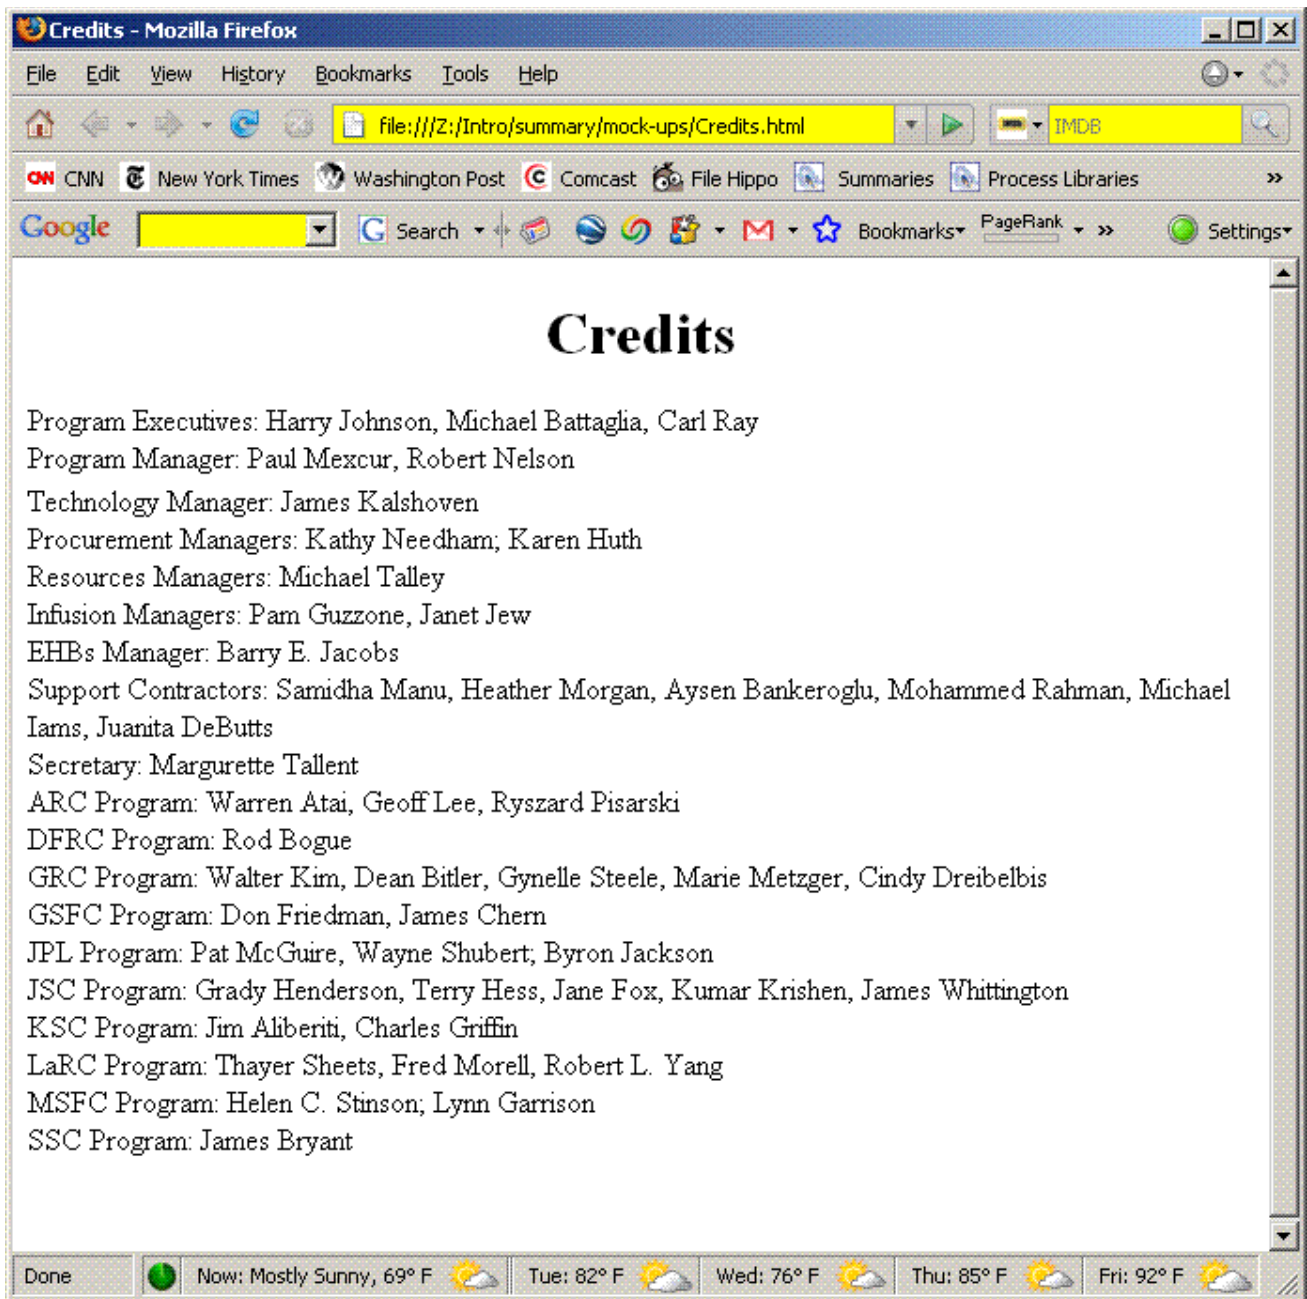 Credits - Mozilla Firefox
File Edit View History Bookmarks Tools Help
file:///Z:/Intro/summary/mock-ups/Credits.html IMDB
CNN CNN New York Times Washington Post Comcast File Hippo Summaries Process Libraries »
Google G Search Bookmarks PageRank » Settings
Credits
Program Executives: Harry Johnson, Michael Battaglia, Carl Ray
Program Manager: Paul Mexcur, Robert Nelson
Technology Manager: James Kalshoven
Procurement Managers: Kathy Needham; Karen Huth
Resources Managers: Michael Talley
Infusion Managers: Pam Guzzone, Janet Jew
EHBs Manager: Barry E. Jacobs
Support Contractors: Samidha Manu, Heather Morgan, Aysen Bankeroglu, Mohammed Rahman, Michael
Iams, Juanita DeButts
Secretary: Margurette Tallent
ARC Program: Warren Atai, Geoff Lee, Ryszard Pisarski
DFRC Program: Rod Bogue
GRC Program: Walter Kim, Dean Bitler, Gynelle Steele, Marie Metzger, Cindy Dreibelbis
GSFC Program: Don Friedman, James Chern
JPL Program: Pat McGuire, Wayne Shubert; Byron Jackson
JSC Program: Grady Henderson, Terry Hess, Jane Fox, Kumar Krishen, James Whittington
KSC Program: Jim Aliberiti, Charles Griffin
LaRC Program: Thayer Sheets, Fred Morell, Robert L. Yang
MSFC Program: Helen C. Stinson; Lynn Garrison
SSC Program: James Bryant
Done Now: Mostly Sunny, 69° F Tue: 82° F Wed: 76° F Thu: 85° F Fri: 92° F